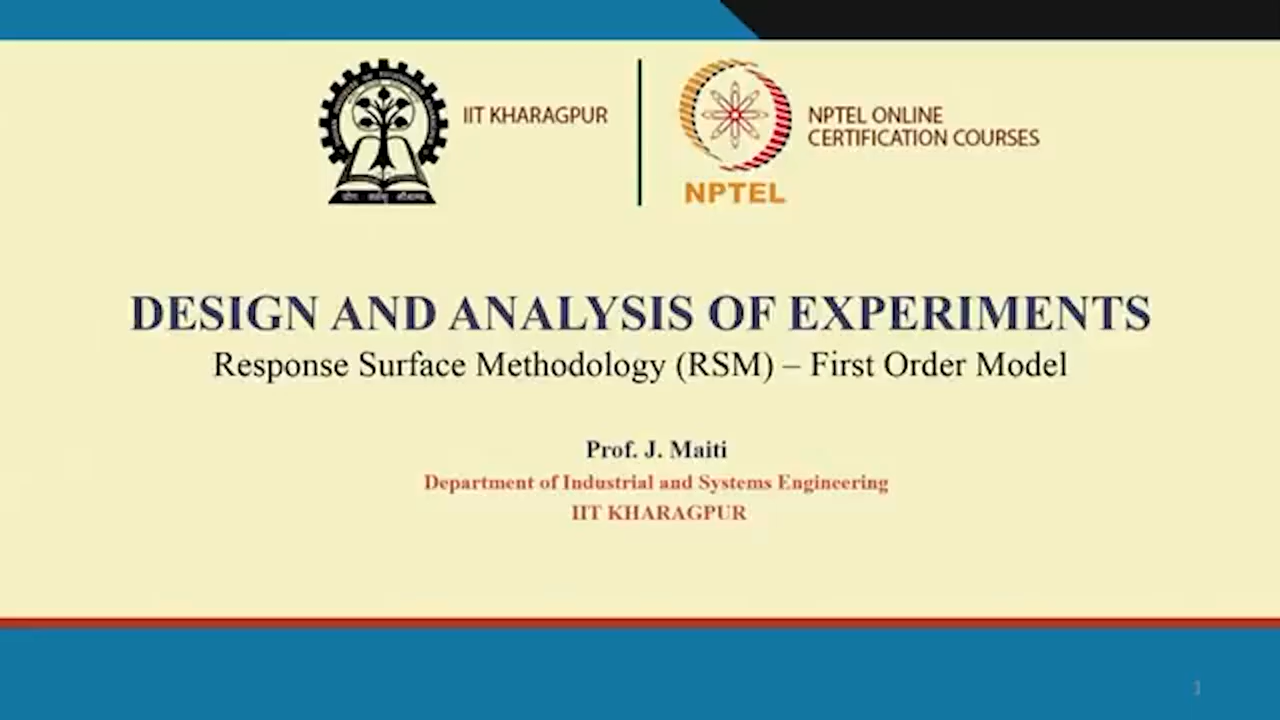 IIT KHARAGPUR
NPTEL ONLINE
CERTIFICATION COURSES
NPTEL
DESIGN AND ANALYSIS OF EXPERIMENTS
Response Surface Methodology (RSM) – First Order Model
Prof. J. Maiti
Department of Industrial and Systems Engineering
IIT KHARAGPUR
1